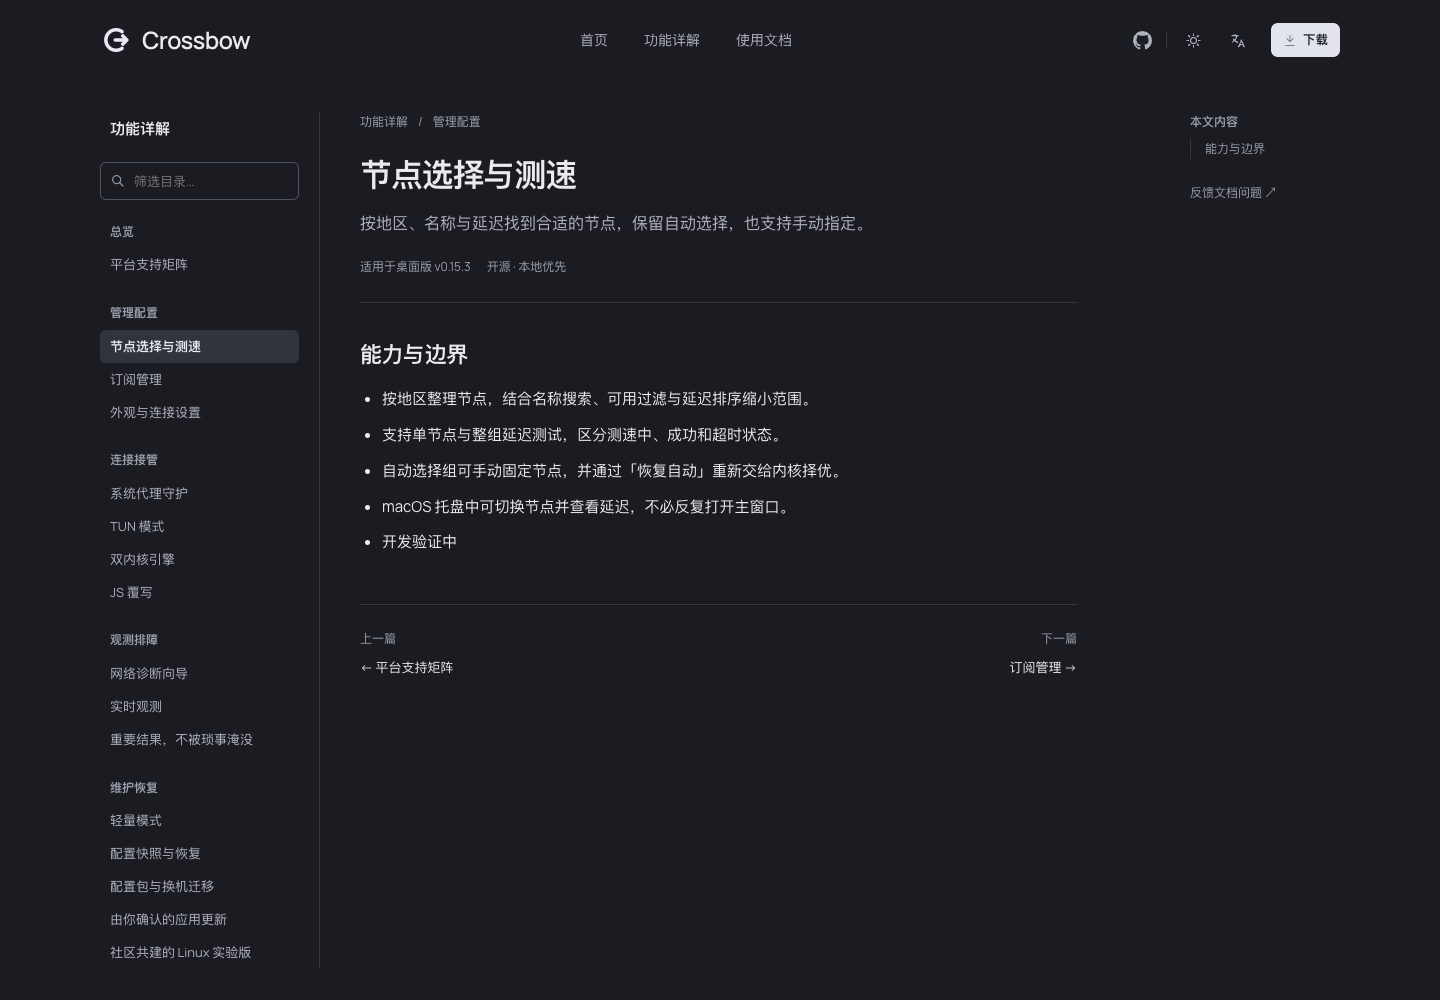 Crossbow
首页
功能详解
使用文档
下载
功能详解
筛选目录...
总览
平台支持矩阵
管理配置
节点选择与测速
订阅管理
外观与连接设置
连接接管
系统代理守护
TUN 模式
双内核引擎
JS 覆写
观测排障
网络诊断向导
实时观测
重要结果，不被琐事淹没
维护恢复
轻量模式
配置快照与恢复
配置包与换机迁移
由你确认的应用更新
社区共建的 Linux 实验版
功能详解 / 管理配置
节点选择与测速
按地区、名称与延迟找到合适的节点，保留自动选择，也支持手动指定。
适用于桌面版 v0.15.3 开源 · 本地优先
能力与边界
• 按地区整理节点，结合名称搜索、可用过滤与延迟排序缩小范围。
• 支持单节点与整组延迟测试，区分测速中、成功和超时状态。
• 自动选择组可手动固定节点，并通过「恢复自动」重新交给内核择优。
• macOS 托盘中可切换节点并查看延迟，不必反复打开主窗口。
• 开发验证中
上一篇
← 平台支持矩阵
下一篇
订阅管理 →
本文内容
能力与边界
反馈文档问题 ↗